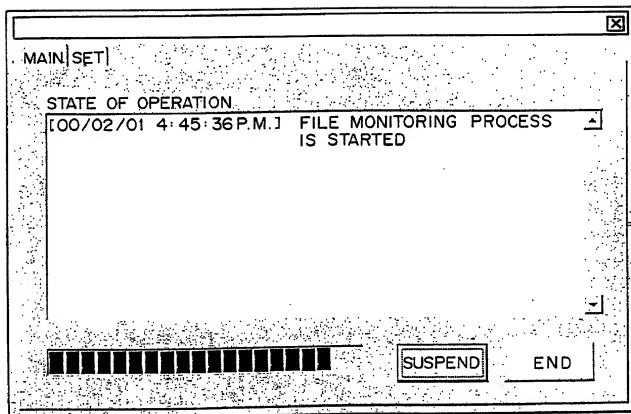 MAIN SET
STATE OF OPERATION
[00/02/01 4:45:36 P.M.] FILE MONITORING PROCESS
IS STARTED
SUSPEND END